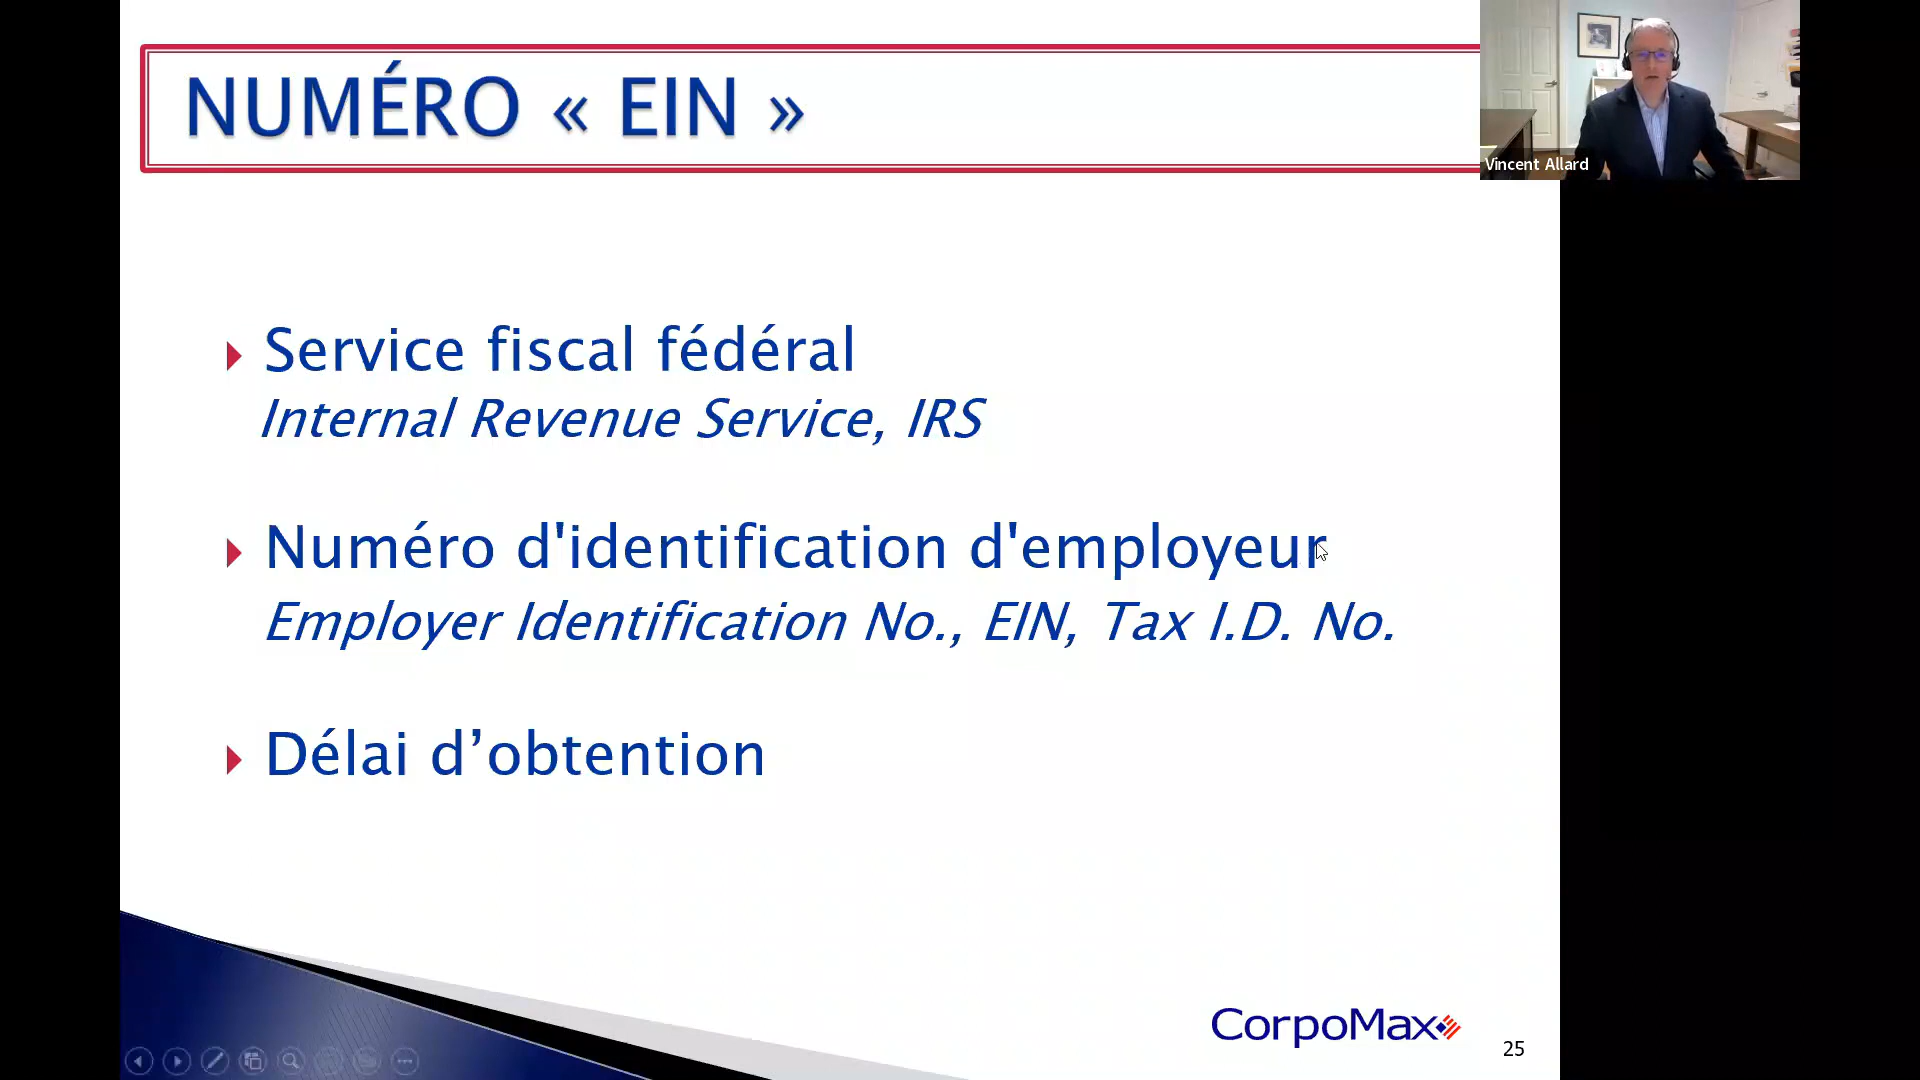 NUMÉRO « EIN »
Vincent Allard
Service fiscal fédéral
Internal Revenue Service, IRS
Numéro d'identification d'employeur
Employer Identification No., EIN, Tax I.D. No.
Délai d’obtention
CorpoMax
25